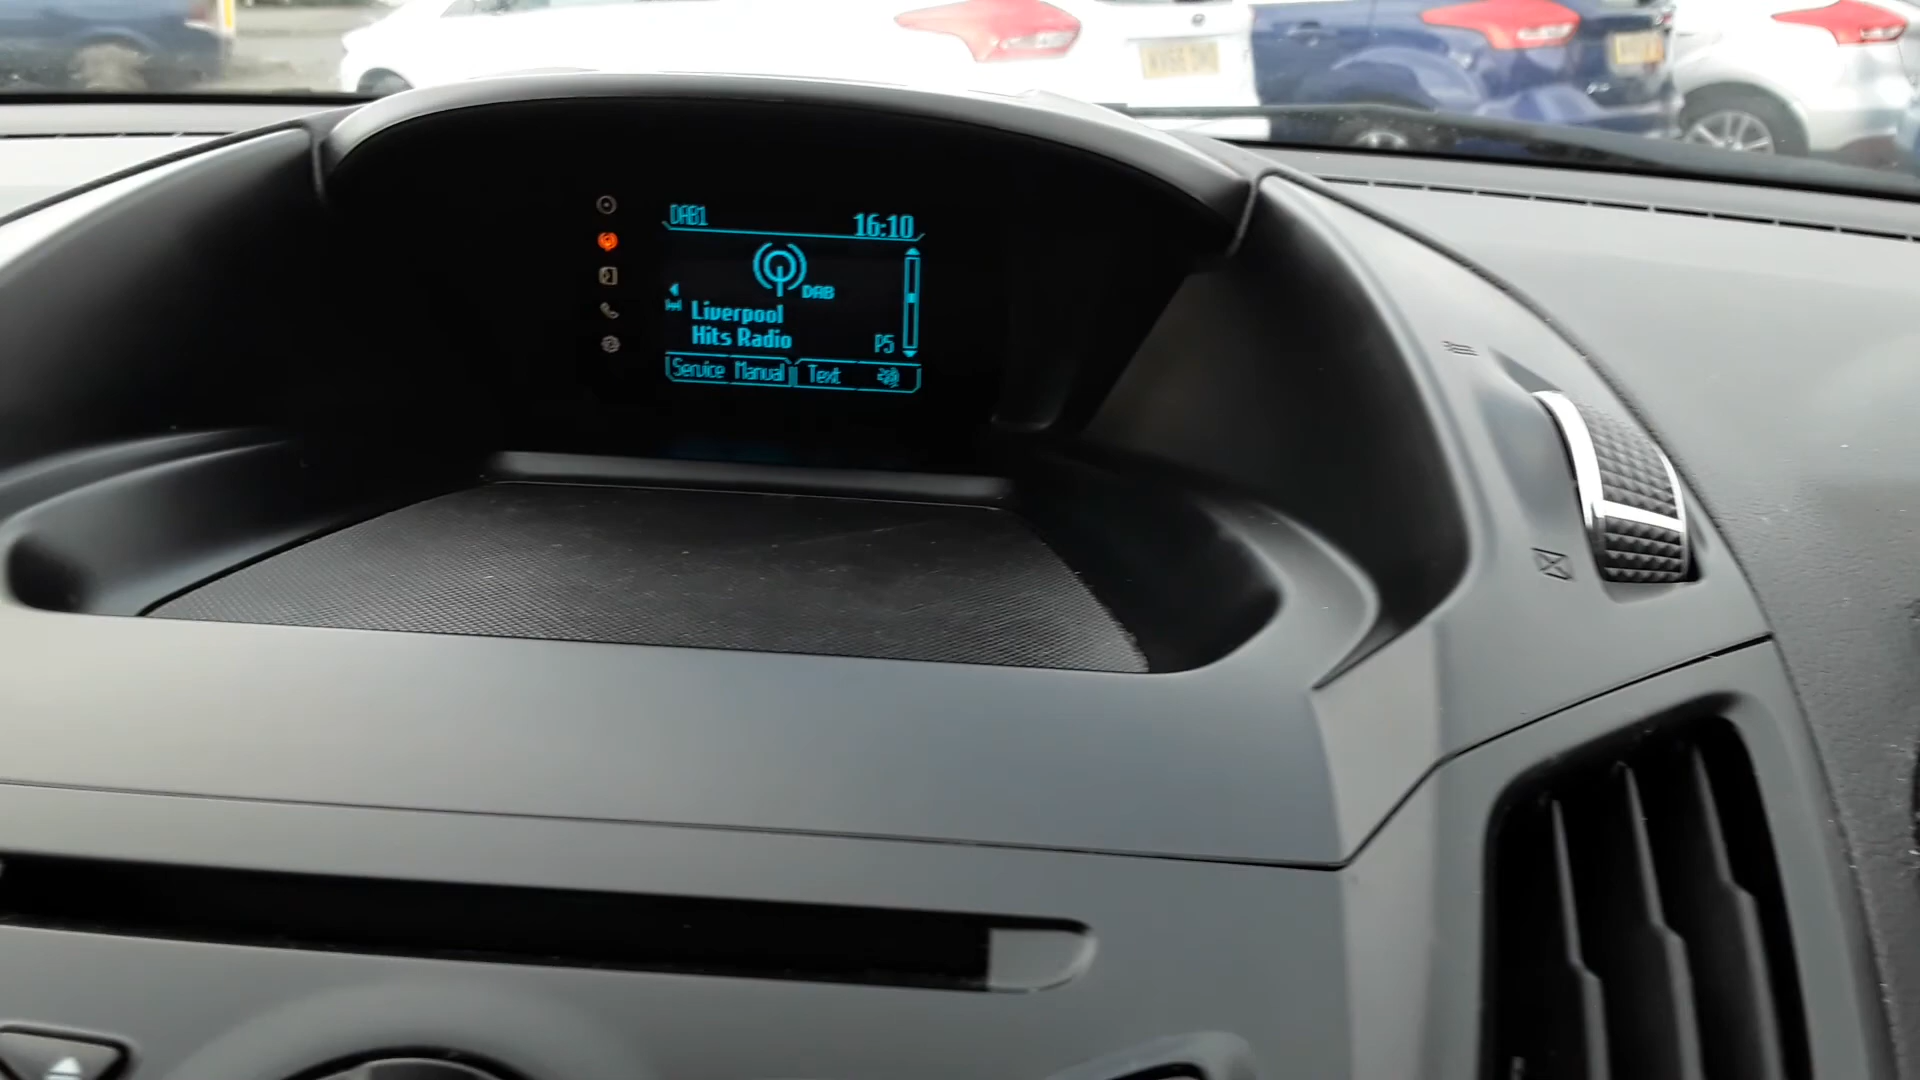 DAB1 16:10
DAB
Liverpool
Hits Radio P5
Service Manual Text